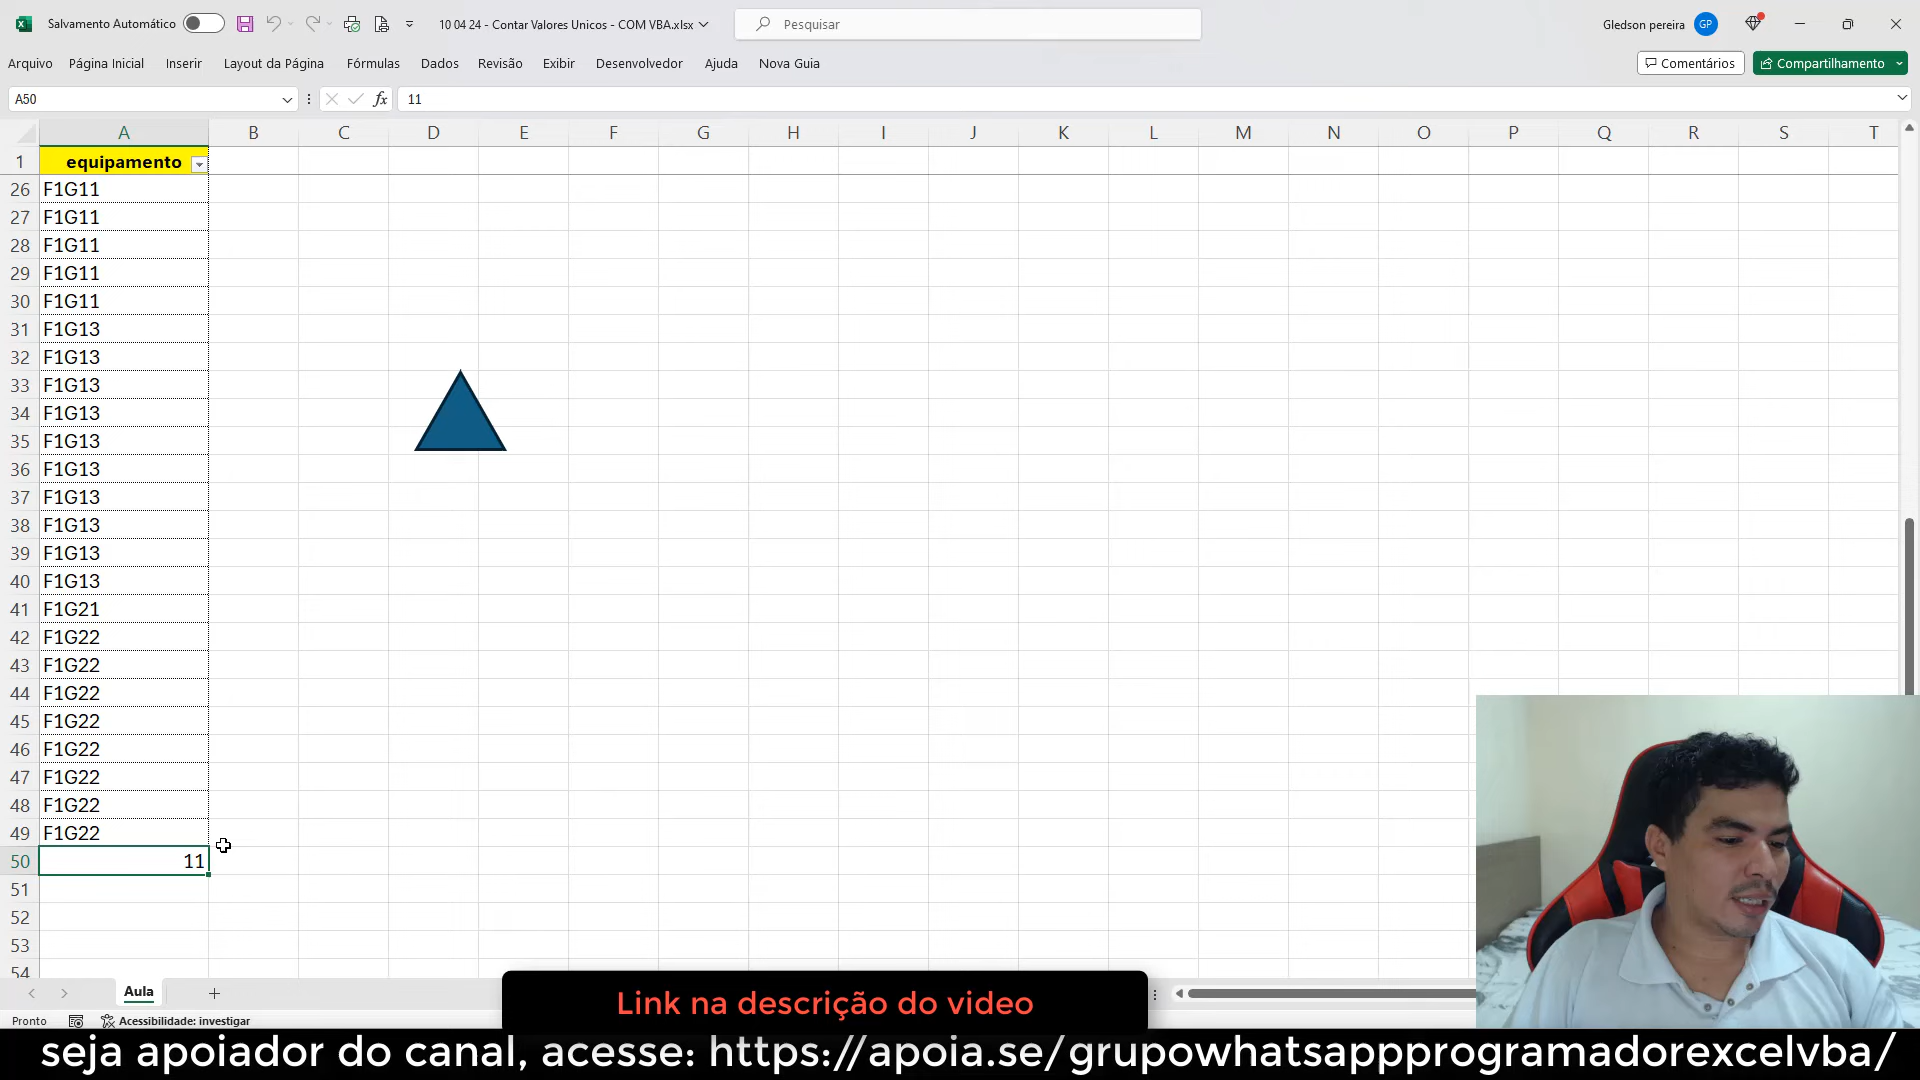 Salvamento Automático
10 04 24 - Contar Valores Unicos - COM VBA.xlsx
Pesquisar
Gledson pereira
GP
Arquivo Página Inicial Inserir Layout da Página Fórmulas Dados Revisão Exibir Desenvolvedor Ajuda Nova Guia
Comentários
Compartilhamento
A50
fx
11
A B C D E F G H I J K L M N O P Q R S T
1 equipamento
26 F1G11
27 F1G11
28 F1G11
29 F1G11
30 F1G11
31 F1G13
32 F1G13
33 F1G13
34 F1G13
35 F1G13
36 F1G13
37 F1G13
38 F1G13
39 F1G13
40 F1G13
41 F1G21
42 F1G22
43 F1G22
44 F1G22
45 F1G22
46 F1G22
47 F1G22
48 F1G22
49 F1G22
50 11
51
52
53
54
Aula
Link na descrição do video
Pronto
Acessibilidade: investigar
seja apoiador do canal, acesse: https://apoia.se/grupowhatsappprogramadorexcelvba/